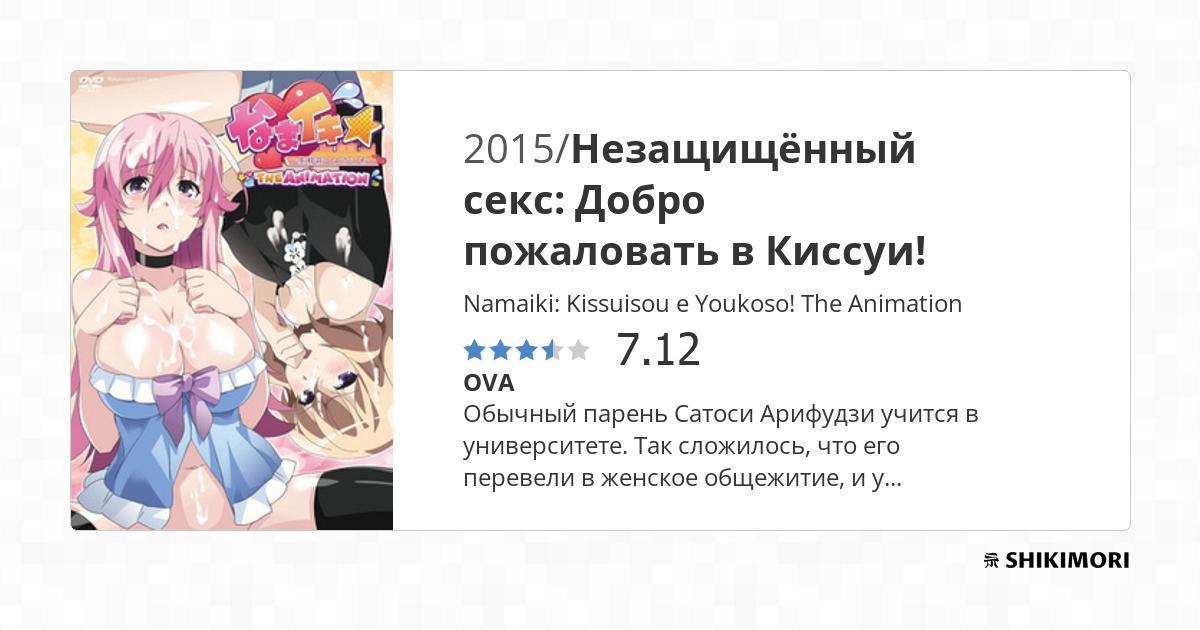 DVD
なまイキ★
THE ANIMATION
2015/Незащищённый
секс: Добро
пожаловать в Киссуи!
Namaiki: Kissuisou e Youkoso! The Animation
7.12
OVA
Обычный парень Сатоси Арифудзи учится в
университете. Так сложилось, что его
перевели в женское общежитие, и у...
SHIKIMORI